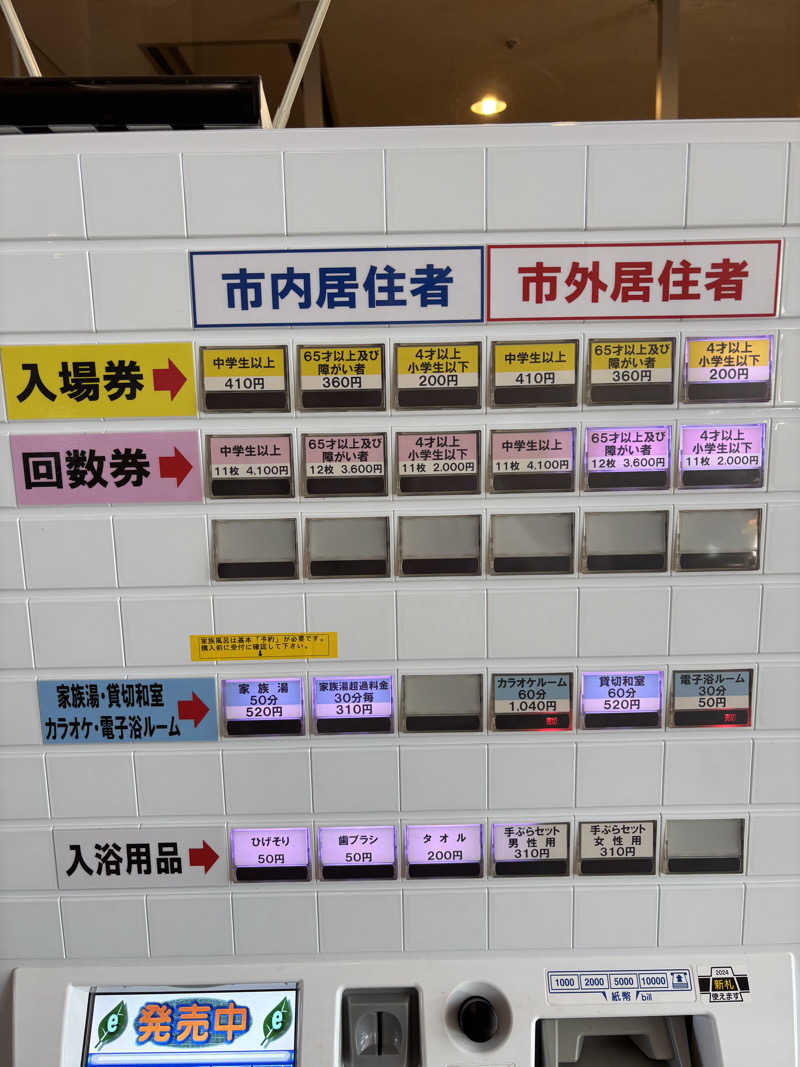 市内居住者
市外居住者
入場券
中学生以上
410円
65才以上及び
障がい者
360円
4才以上
小学生以下
200円
中学生以上
410円
65才以上及び
障がい者
360円
4才以上
小学生以下
200円
回数券
中学生以上
11枚 4,100円
65才以上及び
障がい者
12枚 3,600円
4才以上
小学生以下
11枚 2,000円
中学生以上
11枚 4,100円
65才以上及び
障がい者
12枚 3,600円
4才以上
小学生以下
11枚 2,000円
家族風呂は基本「予約」が必要です。
購入前に受付に確認して下さい。
家族湯・貸切和室
カラオケ・電子浴ルーム
家族湯
50分
520円
家族湯超過料金
30分毎
310円
カラオケルーム
60分
1,040円
売切
貸切和室
60分
520円
電子浴ルーム
30分
50円
売切
入浴用品
ひげそり
50円
歯ブラシ
50円
タオル
200円
手ぶらセット
男性用
310円
手ぶらセット
女性用
310円
e 発売中 e
1000 2000 5000 10000
紙幣 bill
2024
新札
使えます